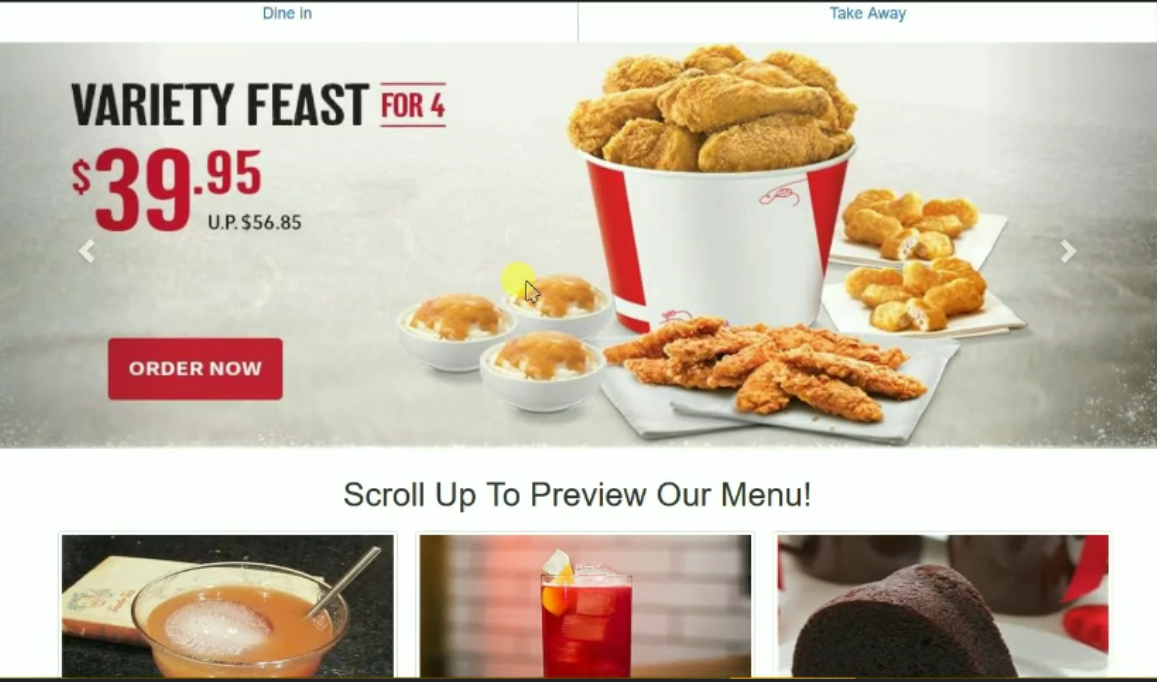 Dine In
Take Away
VARIETY FEAST FOR 4
$39.95
U.P. $56.85
ORDER NOW
Scroll Up To Preview Our Menu!